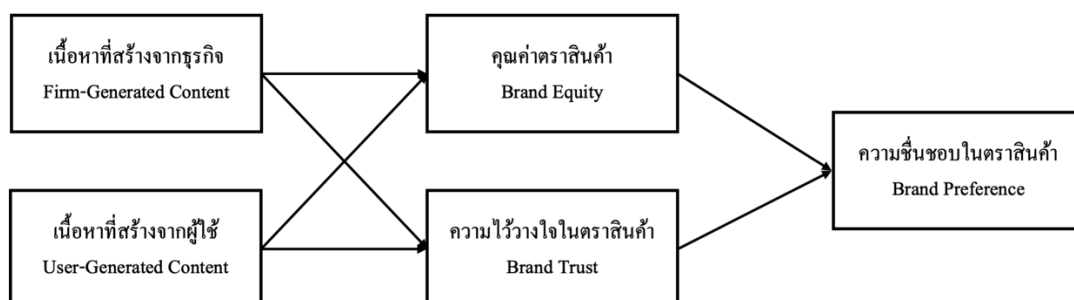 เนื้อหาที่สร้างจากธุรกิจ
Firm-Generated Content
เนื้อหาที่สร้างจากผู้ใช้
User-Generated Content
คุณค่าตราสินค้า
Brand Equity
ความไว้วางใจในตราสินค้า
Brand Trust
ความชื่นชอบในตราสินค้า
Brand Preference